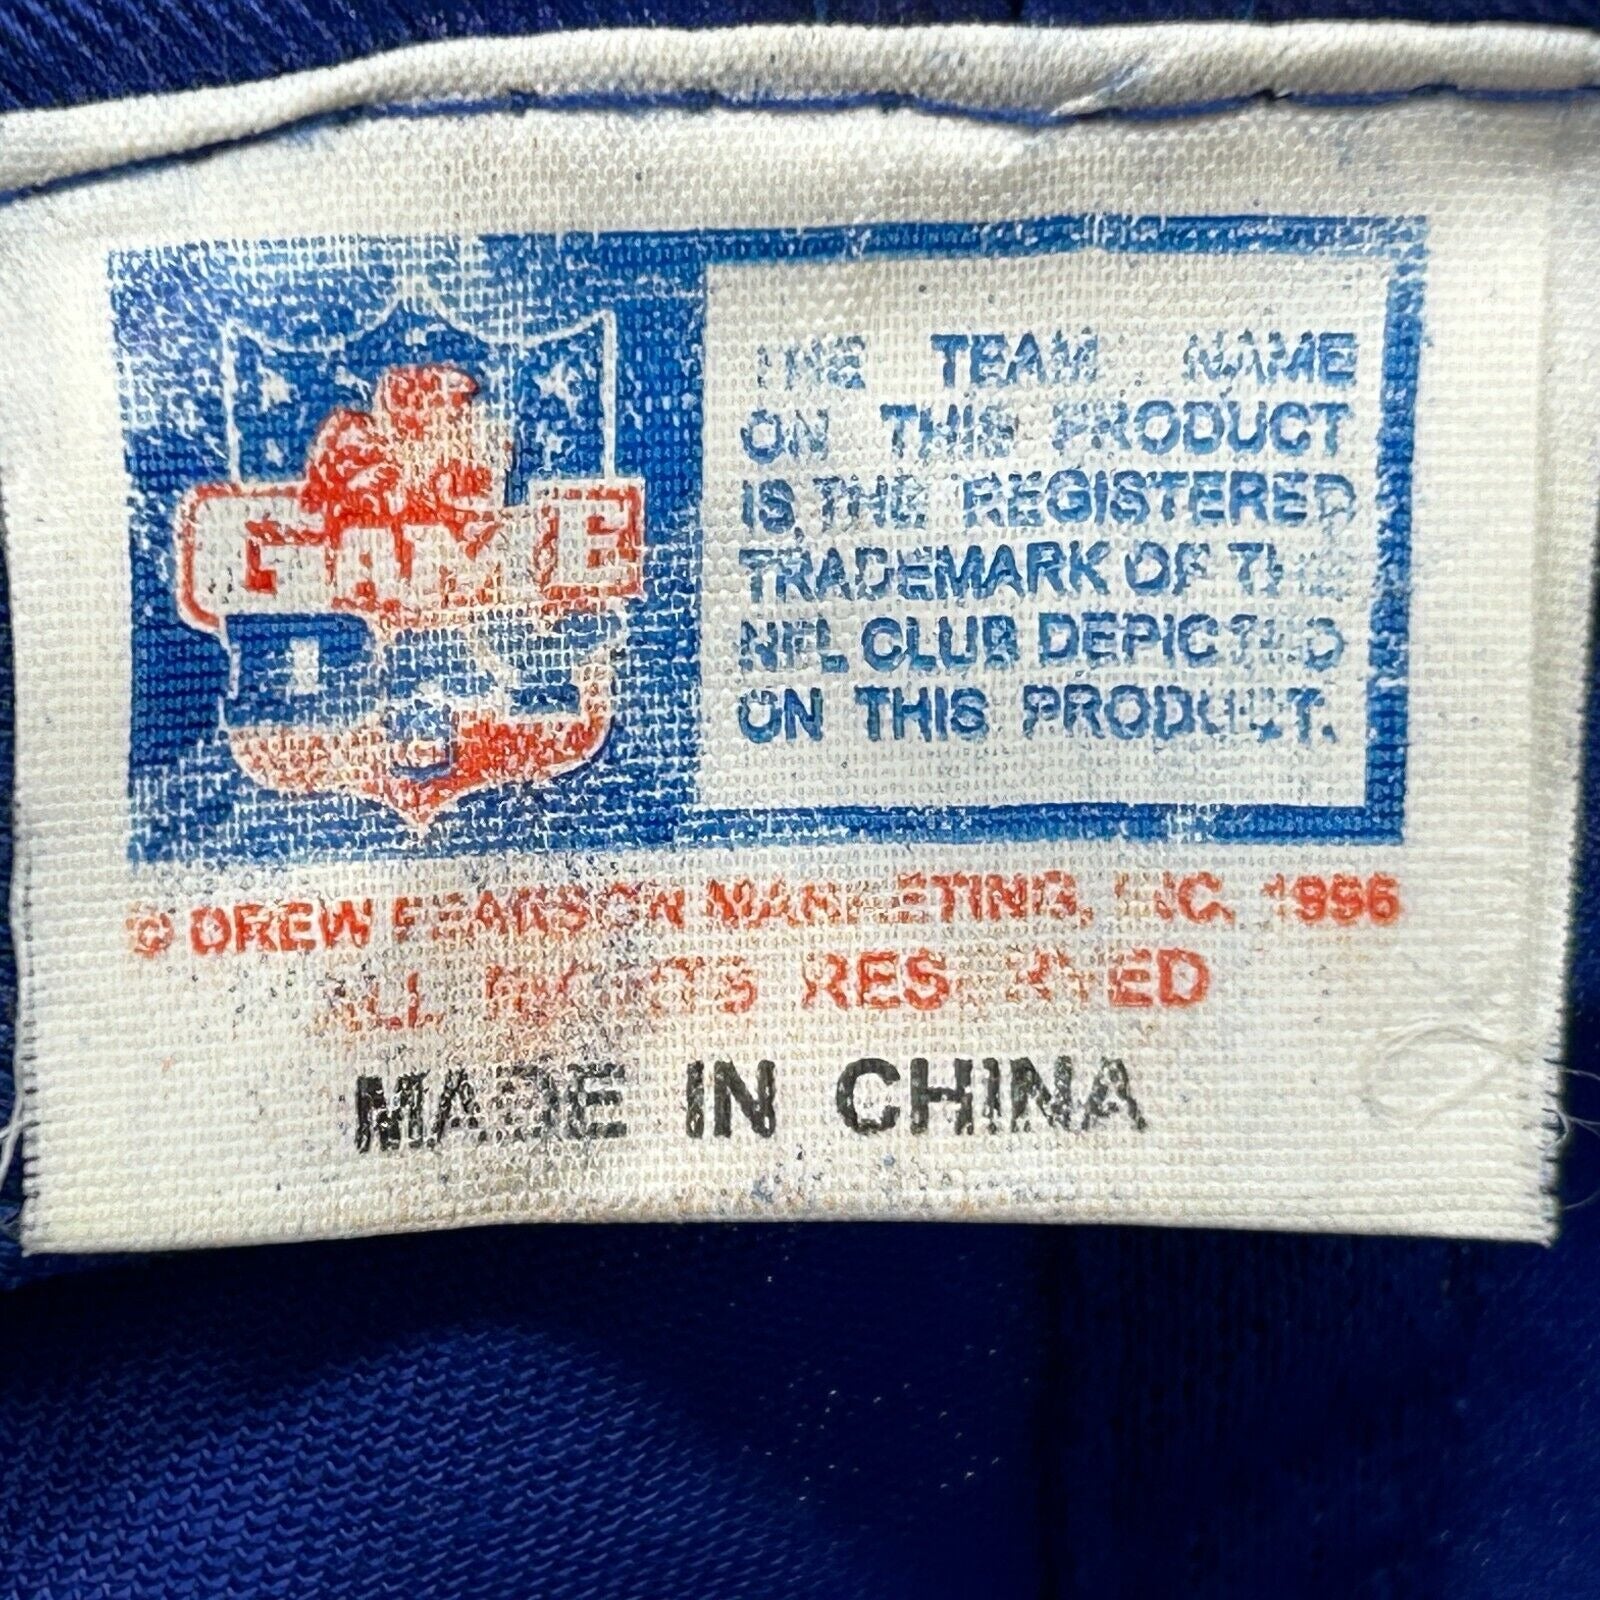 GAME
DAY
THE TEAM NAME
ON THIS PRODUCT
IS THE REGISTERED
TRADEMARK OF THE
NFL CLUB DEPICTED
ON THIS PRODUCT.
© DREW PEARSON MARKETING, INC. 1996
ALL RIGHTS RESERVED
MADE IN CHINA